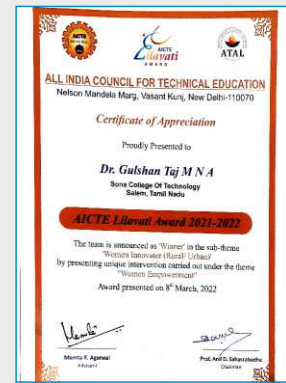 AICTE
AICTE
Lilavati
AWARD
ATAL
ALL INDIA COUNCIL FOR TECHNICAL EDUCATION
Nelson Mandela Marg, Vasant Kunj, New Delhi-110070
Certificate of Appreciation
Proudly Presented to
Dr. Gulshan Taj M N A
Sona College Of Technology
Salem, Tamil Nadu
AICTE Lilavati Award 2021-2022
The team is announced as 'Winner' in the sub-theme
'Women Innovator (Rural/ Urban)'
by presenting unique intervention carried out under the theme
"Women Empowerment"
Award presented on 8th March, 2022
Mamta R. Agarwal
Prof. Anil D. Sahasrabudhe
Adviser-I
Chairman